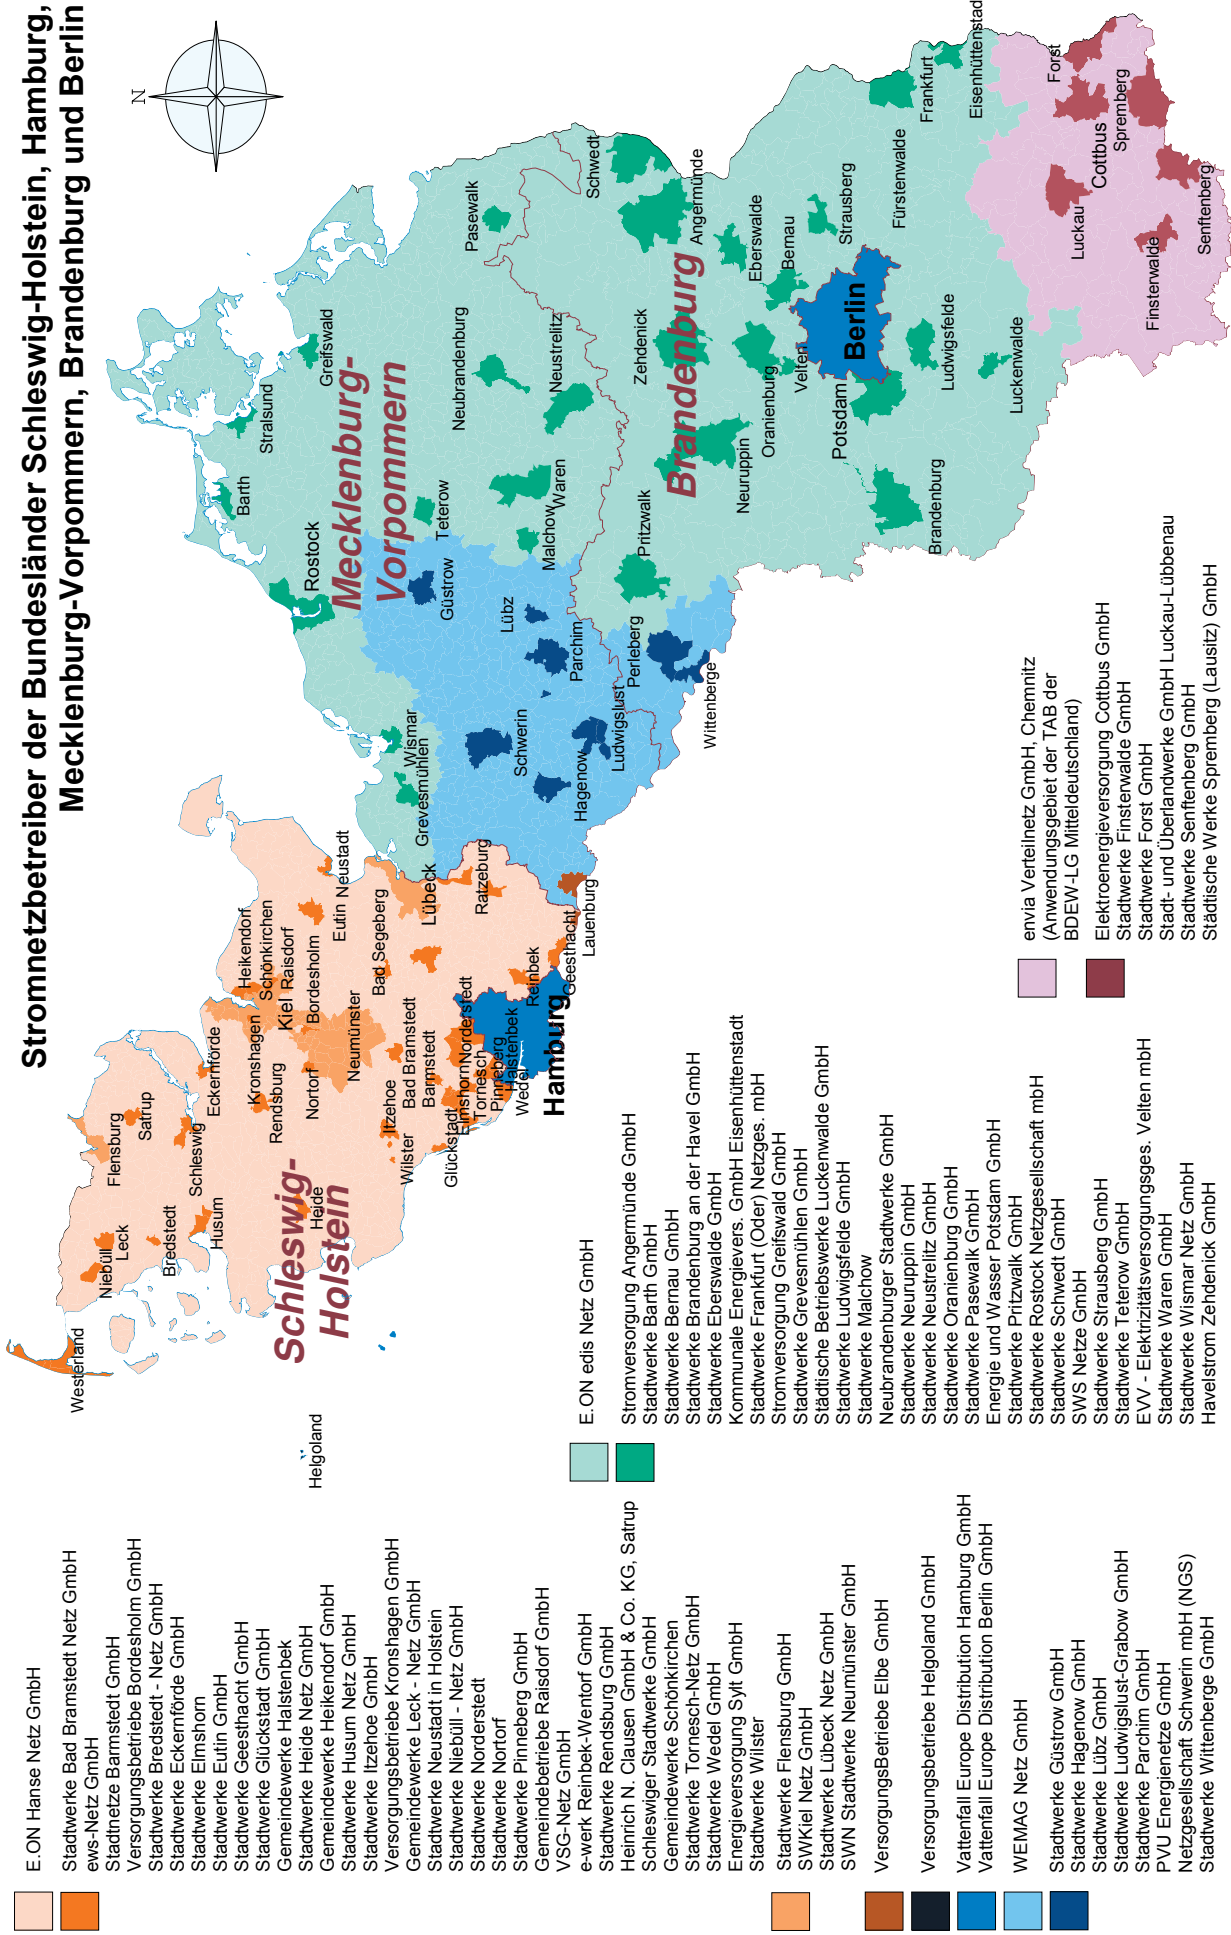 Stromnetzbetreiber der Bundesländer Schleswig-Holstein, Hamburg,
Mecklenburg-Vorpommern, Brandenburg und Berlin
N
Westerland
Niebüll
Leck
Bredstedt
Husum
Flensburg
Satrup
Schleswig
Eckernförde
Schleswig-
Holstein
Heide
Helgoland
Rendsburg
Kronshagen
Nortorf
Heikendorf
Schönkirchen
Raisdorf
Kiel
Bordesholm
Neumünster
Eutin
Neustadt
Bad Segeberg
Lübeck
Ratzeburg
Itzehoe
Wilster
Glückstadt
Bad Bramstedt
Barmstedt
Elmshorn
Norderstedt
Tornesch
Pinneberg
Halstenbek
Wedel
Hamburg
Reinbek
Geesthacht
Lauenburg
Grevesmühlen
Wismar
Schwerin
Hagenow
Ludwigslust
Parchim
Lübz
Güstrow
Rostock
Mecklenburg-
Vorpommern
Barth
Stralsund
Greifswald
Teterow
Malchow
Waren
Neubrandenburg
Neustrelitz
Pasewalk
Perleberg
Wittenberge
Pritzwalk
Brandenburg
Neuruppin
Zehdenick
Oranienburg
Velten
Schwedt
Angermünde
Eberswalde
Bernau
Strausberg
Berlin
Potsdam
Brandenburg
Ludwigsfelde
Luckenwalde
Fürstenwalde
Frankfurt
Eisenhüttenstad
Forst
Cottbus
Spremberg
Luckau
Finsterwalde
Senftenberg
E.ON Hanse Netz GmbH
Stadtwerke Bad Bramstedt Netz GmbH
ews-Netz GmbH
Stadtnetze Barmstedt GmbH
Versorgungsbetriebe Bordesholm GmbH
Stadtwerke Bredstedt - Netz GmbH
Stadtwerke Eckernförde GmbH
Stadtwerke Elmshorn
Stadtwerke Eutin GmbH
Stadtwerke Geesthacht GmbH
Stadtwerke Glückstadt GmbH
Gemeindewerke Halstenbek
Stadtwerke Heide Netz GmbH
Gemeindewerke Heikendorf GmbH
Stadtwerke Husum Netz GmbH
Stadtwerke Itzehoe GmbH
Versorgungsbetriebe Kronshagen GmbH
Gemeindewerke Leck - Netz GmbH
Stadtwerke Neustadt in Holstein
Stadtwerke Niebüll - Netz GmbH
Stadtwerke Norderstedt
Stadtwerke Nortorf
Stadtwerke Pinneberg GmbH
Gemeindebetriebe Raisdorf GmbH
VSG-Netz GmbH
e-werk Reinbek-Wentorf GmbH
Stadtwerke Rendsburg GmbH
Heinrich N. Clausen GmbH & Co. KG, Satrup
Schleswiger Stadtwerke GmbH
Gemeindewerke Schönkirchen
Stadtwerke Tornesch-Netz GmbH
Stadtwerke Wedel GmbH
Energieversorgung Sylt GmbH
Stadtwerke Wilster
Stadtwerke Flensburg GmbH
SWKiel Netz GmbH
Stadtwerke Lübeck Netz GmbH
SWN Stadtwerke Neumünster GmbH
VersorgungsBetriebe Elbe GmbH
Versorgungsbetriebe Helgoland GmbH
Vattenfall Europe Distribution Hamburg GmbH
Vattenfall Europe Distribution Berlin GmbH
WEMAG Netz GmbH
Stadtwerke Güstrow GmbH
Stadtwerke Hagenow GmbH
Stadtwerke Lübz GmbH
Stadtwerke Ludwigslust-Grabow GmbH
Stadtwerke Parchim GmbH
PVU Energienetze GmbH
Netzgesellschaft Schwerin mbH (NGS)
Stadtwerke Wittenberge GmbH
E.ON edis Netz GmbH
Stromversorgung Angermünde GmbH
Stadtwerke Barth GmbH
Stadtwerke Bernau GmbH
Stadtwerke Brandenburg an der Havel GmbH
Stadtwerke Eberswalde GmbH
Kommunale Energievers. GmbH Eisenhüttenstadt
Stadtwerke Frankfurt (Oder) Netzges. mbH
Stromversorgung Greifswald GmbH
Stadtwerke Grevesmühlen GmbH
Städtische Betriebswerke Luckenwalde GmbH
Stadtwerke Ludwigsfelde GmbH
Stadtwerke Malchow
Neubrandenburger Stadtwerke GmbH
Stadtwerke Neuruppin GmbH
Stadtwerke Neustrelitz GmbH
Stadtwerke Oranienburg GmbH
Stadtwerke Pasewalk GmbH
Energie und Wasser Potsdam GmbH
Stadtwerke Pritzwalk GmbH
Stadtwerke Rostock Netzgesellschaft mbH
Stadtwerke Schwedt GmbH
SWS Netze GmbH
Stadtwerke Strausberg GmbH
Stadtwerke Teterow GmbH
EVV - Elektrizitätsversorgungsges. Velten mbH
Stadtwerke Waren GmbH
Stadtwerke Wismar Netz GmbH
Havelstrom Zehdenick GmbH
envia Verteilnetz GmbH, Chemnitz
(Anwendungsgebiet der TAB der
BDEW-LG Mitteldeutschland)
Elektroenergieversorgung Cottbus GmbH
Stadtwerke Finsterwalde GmbH
Stadtwerke Forst GmbH
Stadt- und Überlandwerke GmbH Luckau-Lübbenau
Stadtwerke Senftenberg GmbH
Städtische Werke Spremberg (Lausitz) GmbH